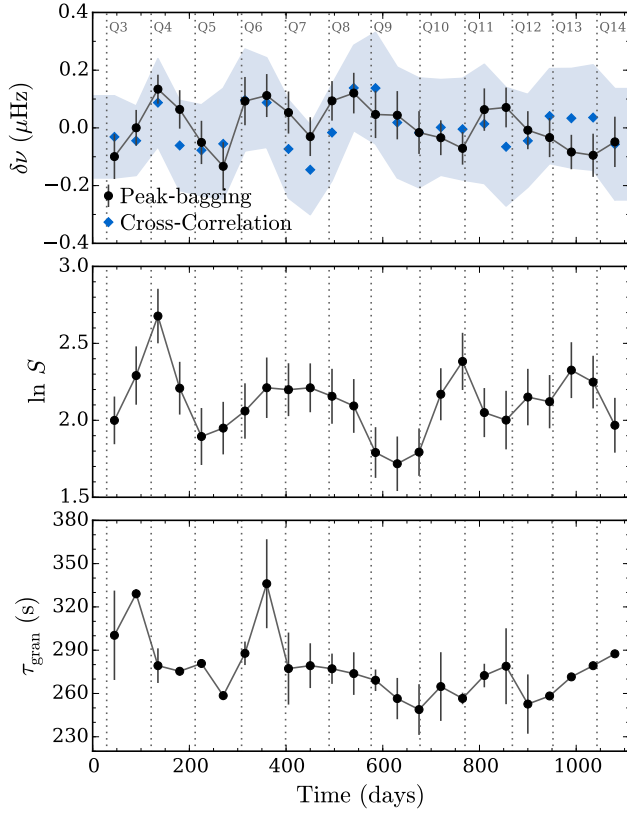 Q3 Q4 Q5 Q6 Q7 Q8 Q9 Q10 Q11 Q12 Q13 Q14
0.4
0.2
0.0
−0.2
−0.4
δν (μHz)
Peak-bagging
Cross-Correlation
3.0
2.5
2.0
1.5
ln S
380
350
320
290
260
230
τgran (s)
0 200 400 600 800 1000
Time (days)